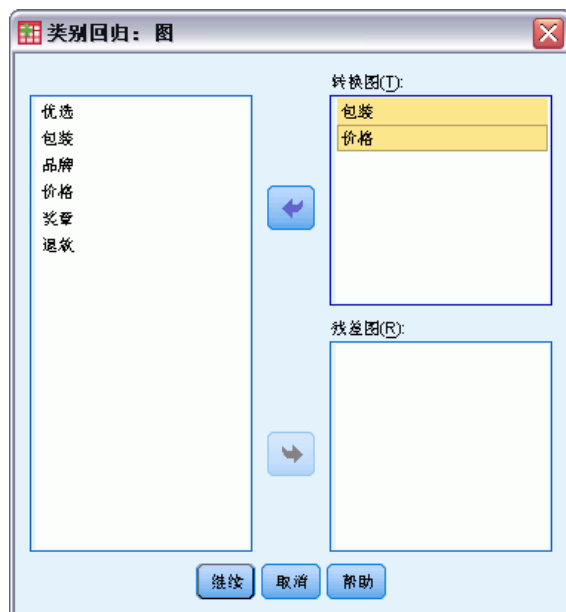 类别回归：图
转换图(T):
优选
包装
品牌
价格
奖章
退款
包装
价格
残差图(R):
继续
取消
帮助